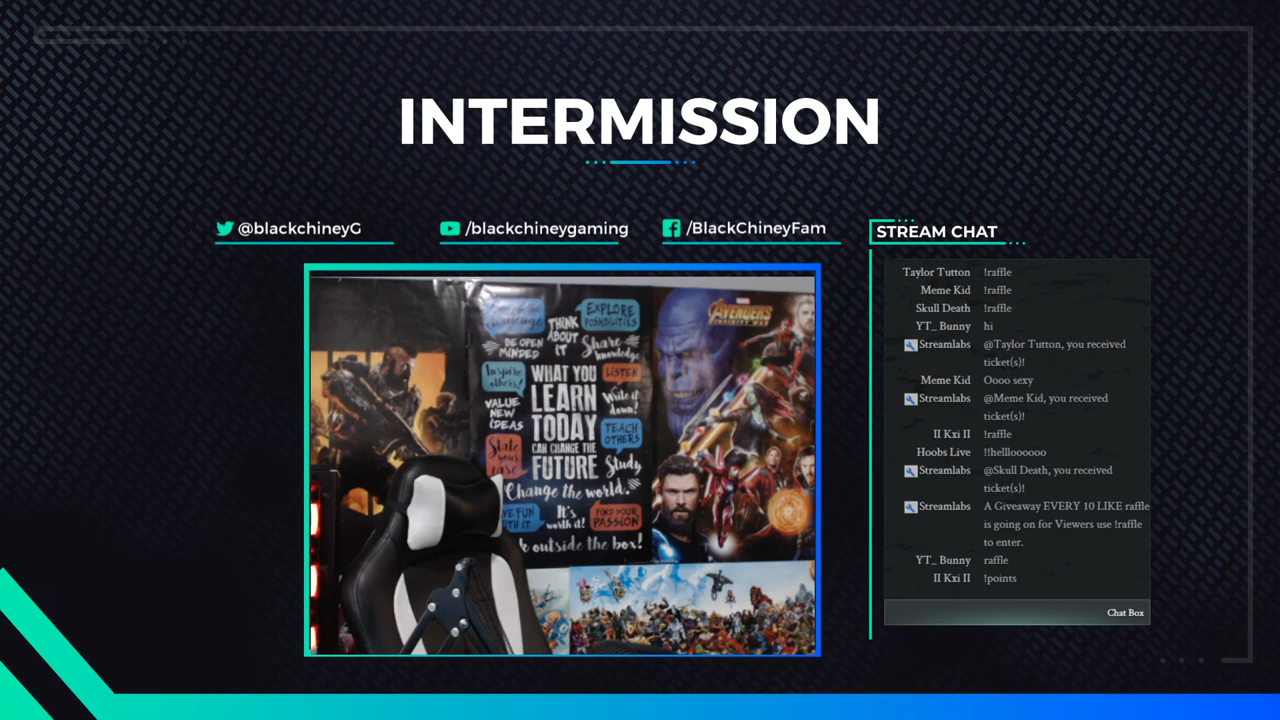 INTERMISSION
@blackchineyG
/blackchineygaming
/BlackChineyFam
STREAM CHAT
Taylor Tutton !raffle
Meme Kid !raffle
Skull Death !raffle
YT_ Bunny hi
Streamlabs @Taylor Tutton, you received
ticket(s)!
Meme Kid Oooo sexy
Streamlabs @Meme Kid, you received
ticket(s)!
II Kxi II !raffle
Hoobs Live !!hellloooooo
Streamlabs @Skull Death, you received
ticket(s)!
Streamlabs A Giveaway EVERY 10 LIKE raffle
is going on for Viewers use !raffle
to enter.
YT_ Bunny raffle
II Kxi II !points
Chat Box
challenge
THINK
ABOUT
IT
EXPLORE
POSSIBILITIES
BE OPEN
MINDED
Share
knowledge
Inspire
others!
WHAT YOU
LEARN
TODAY
CAN CHANGE THE
FUTURE
LISTEN
Write it
down!
VALUE
NEW
IDEAS
TEACH
OTHERS
State
your
case
Study
Change the world.
It's
worth it!
FIND YOUR
PASSION
outside the box!
MARVEL
AVENGERS
INFINITY WAR